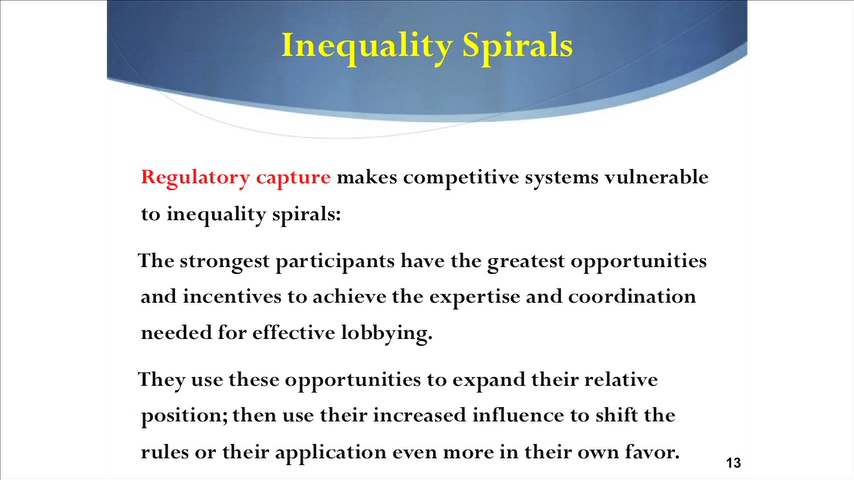 Inequality Spirals
Regulatory capture makes competitive systems vulnerable
to inequality spirals:
The strongest participants have the greatest opportunities
and incentives to achieve the expertise and coordination
needed for effective lobbying.
They use these opportunities to expand their relative
position; then use their increased influence to shift the
rules or their application even more in their own favor.
13